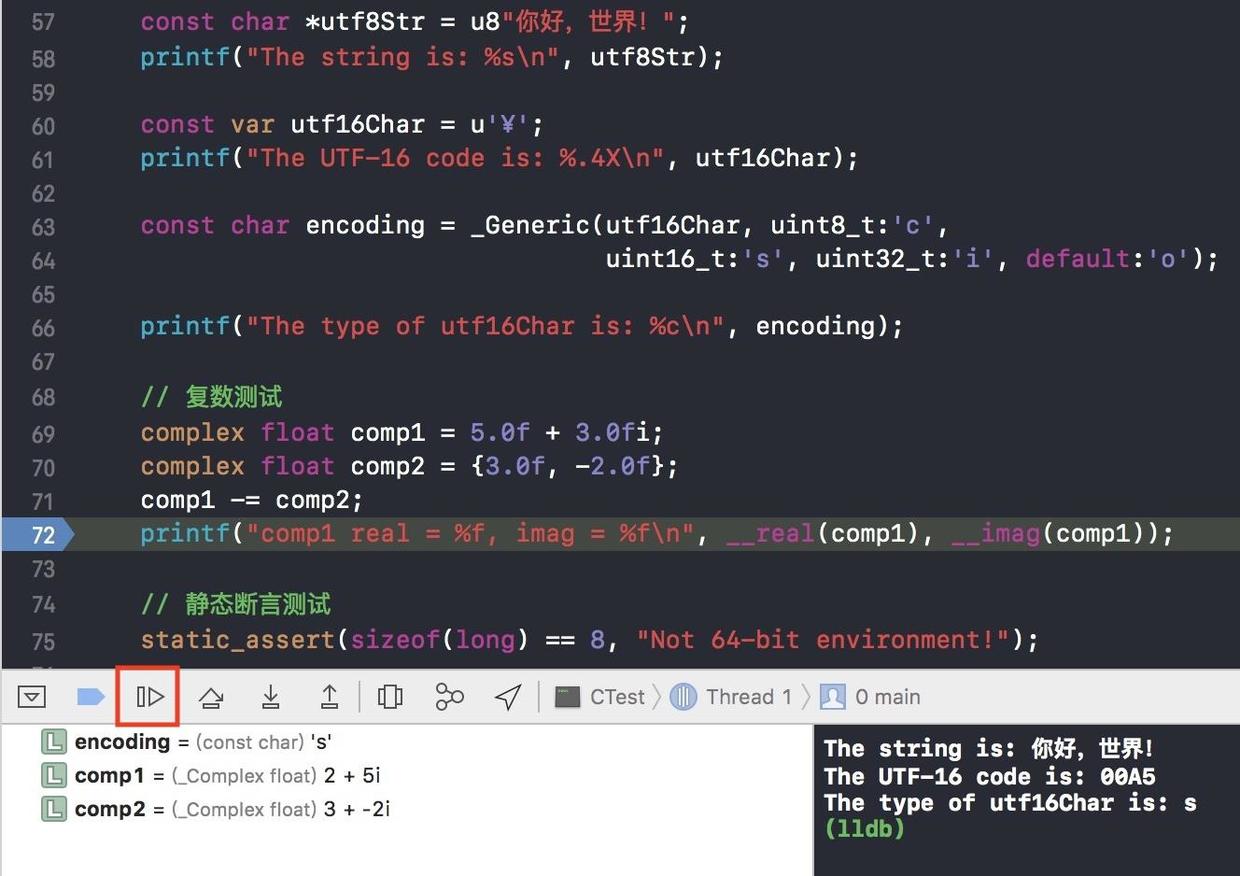 57 const char *utf8Str = u8"你好，世界！";
58 printf("The string is: %s\n", utf8Str);
59
60 const var utf16Char = u'¥';
61 printf("The UTF-16 code is: %.4X\n", utf16Char);
62
63 const char encoding = _Generic(utf16Char, uint8_t:'c',
64 uint16_t:'s', uint32_t:'i', default:'o');
65
66 printf("The type of utf16Char is: %c\n", encoding);
67
68 // 复数测试
69 complex float comp1 = 5.0f + 3.0fi;
70 complex float comp2 = {3.0f, -2.0f};
71 comp1 -= comp2;
72 printf("comp1 real = %f, imag = %f\n", __real(comp1), __imag(comp1));
73
74 // 静态断言测试
75 static_assert(sizeof(long) == 8, "Not 64-bit environment!");
CTest Thread 1 0 main
L encoding = (const char) 's'
L comp1 = (_Complex float) 2 + 5i
L comp2 = (_Complex float) 3 + -2i
The string is: 你好，世界！
The UTF-16 code is: 00A5
The type of utf16Char is: s
(lldb)